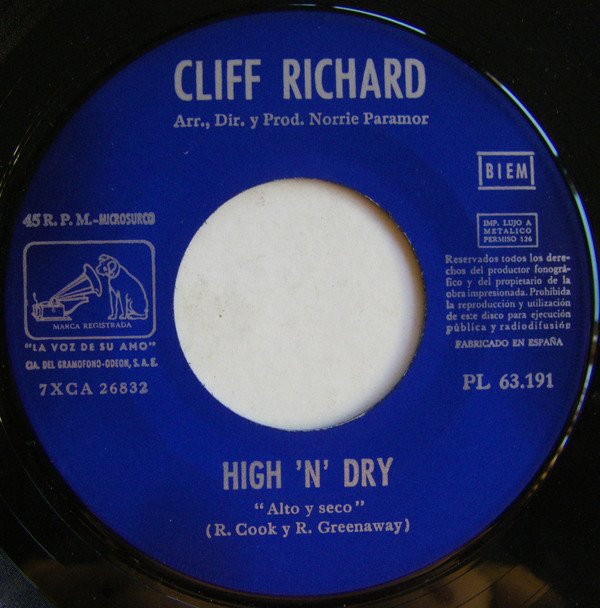 CLIFF RICHARD
Arr., Dir. y Prod. Norrie Paramor
BIEM
45 R. P. M.-MICROSURCO
IMP. LUJO A
METALICO
PERMISO 126
MARCA REGISTRADA
"LA VOZ DE SU AMO"
CIA. DEL GRAMOFONO-ODEON, S. A. E.
7XCA 26832
Reservados todos los dere-
chos del productor fonográ-
fico y del propietario de la
obra impresionada. Prohibida
la reproducción y utilización
de este disco para ejecución
pública y radiodifusión
FABRICADO EN ESPAÑA
PL 63.191
HIGH 'N' DRY
"Alto y seco"
(R. Cook y R. Greenaway)